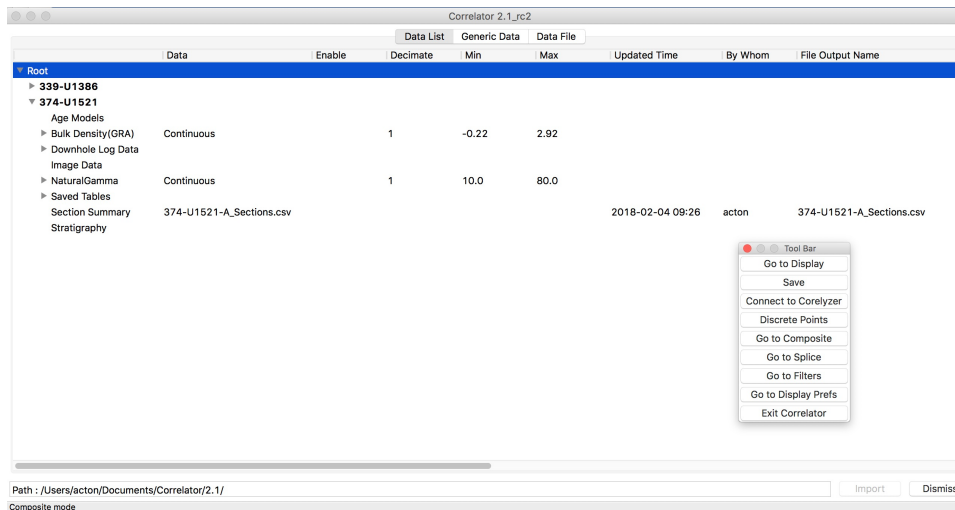 Correlator 2.1_rc2
Data List Generic Data Data File
Data Enable Decimate Min Max Updated Time By Whom File Output Name
Root
339-U1386
374-U1521
Age Models
Bulk Density(GRA) Continuous 1 -0.22 2.92
Downhole Log Data
Image Data
NaturalGamma Continuous 1 10.0 80.0
Saved Tables
Section Summary 374-U1521-A_Sections.csv 2018-02-04 09:26 acton 374-U1521-A_Sections.csv
Stratigraphy
Tool Bar
Go to Display
Save
Connect to Corelyzer
Discrete Points
Go to Composite
Go to Splice
Go to Filters
Go to Display Prefs
Exit Correlator
Path : /Users/acton/Documents/Correlator/2.1/ Import Dismiss
Composite mode